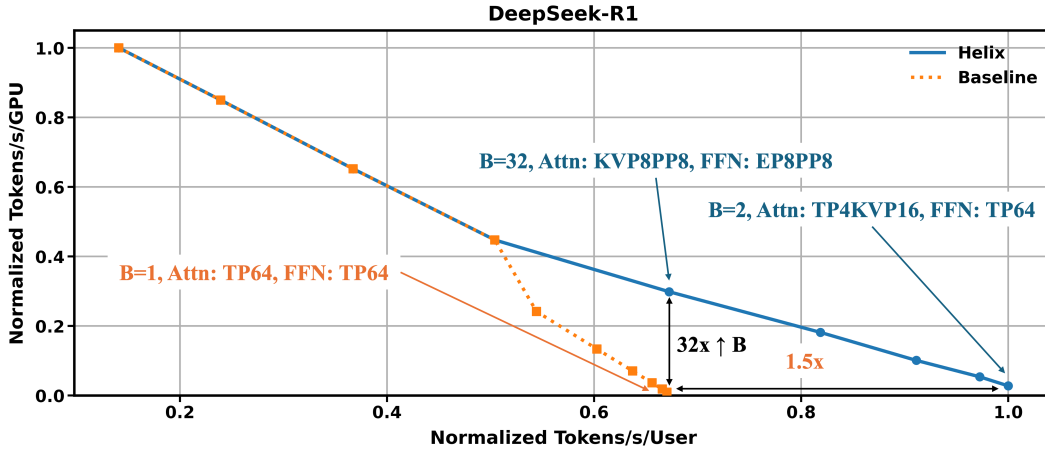 DeepSeek-R1
Normalized Tokens/s/GPU
1.0
0.8
0.6
0.4
0.2
0.0
Helix
Baseline
B=32, Attn: KVP8PP8, FFN: EP8PP8
B=2, Attn: TP4KVP16, FFN: TP64
B=1, Attn: TP64, FFN: TP64
32x ↑ B
1.5x
0.2
0.4
0.6
0.8
1.0
Normalized Tokens/s/User